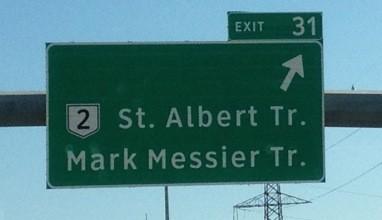 EXIT 31
2 St. Albert Tr.
Mark Messier Tr.